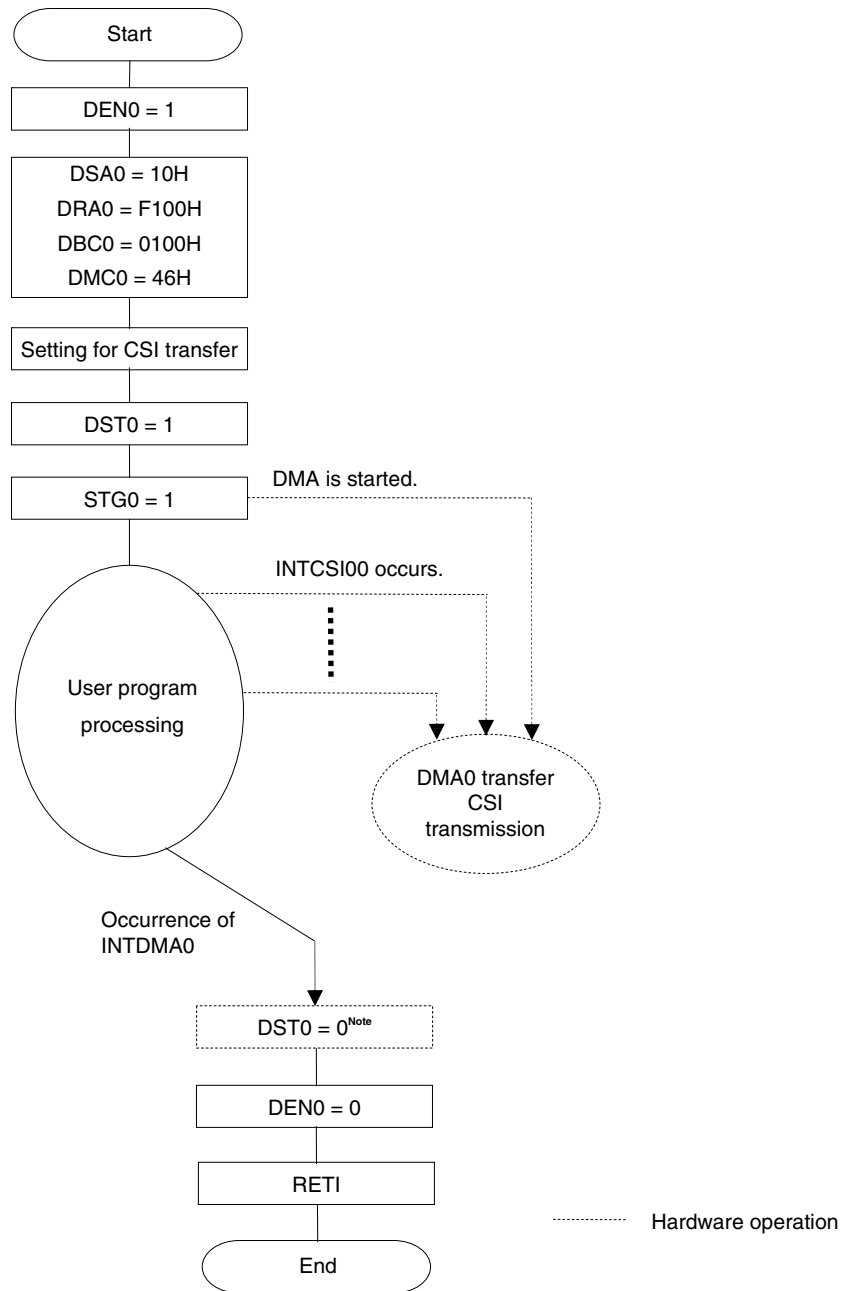 Start
DEN0 = 1
DSA0 = 10H
DRA0 = F100H
DBC0 = 0100H
DMC0 = 46H
Setting for CSI transfer
DST0 = 1
STG0 = 1
DMA is started.
INTCSI00 occurs.
User program
processing
DMA0 transfer
CSI
transmission
Occurrence of
INTDMA0
DST0 = 0Note
DEN0 = 0
RETI
Hardware operation
End